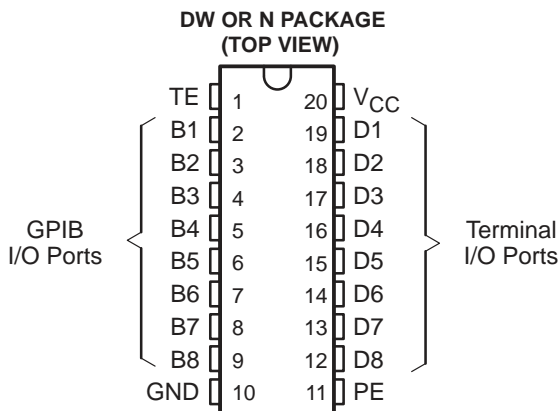 DW OR N PACKAGE
(TOP VIEW)
TE 1 20 VCC
B1 2 19 D1
B2 3 18 D2
B3 4 17 D3
B4 5 16 D4
B5 6 15 D5
B6 7 14 D6
B7 8 13 D7
B8 9 12 D8
GND 10 11 PE
GPIB
I/O Ports
Terminal
I/O Ports